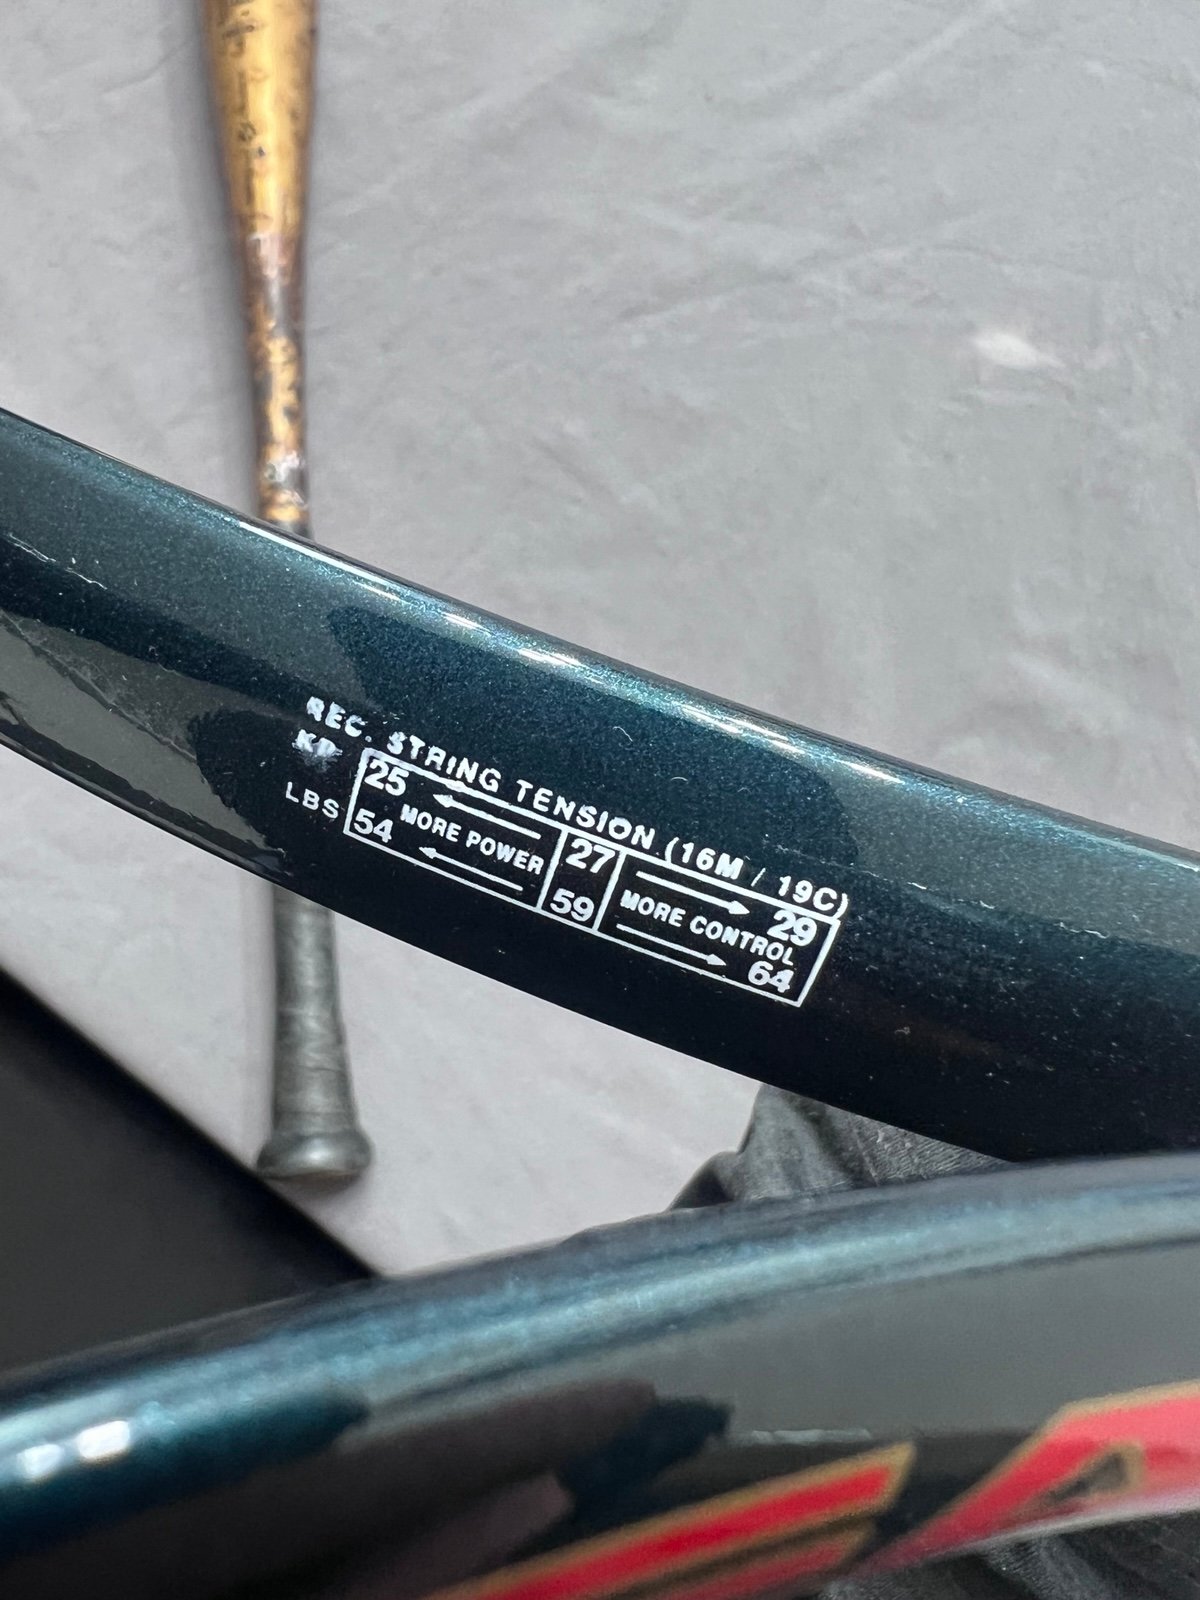 REC. STRING TENSION (16M / 19C)
KP 25 27 29
MORE POWER MORE CONTROL
LBS 54 59 64